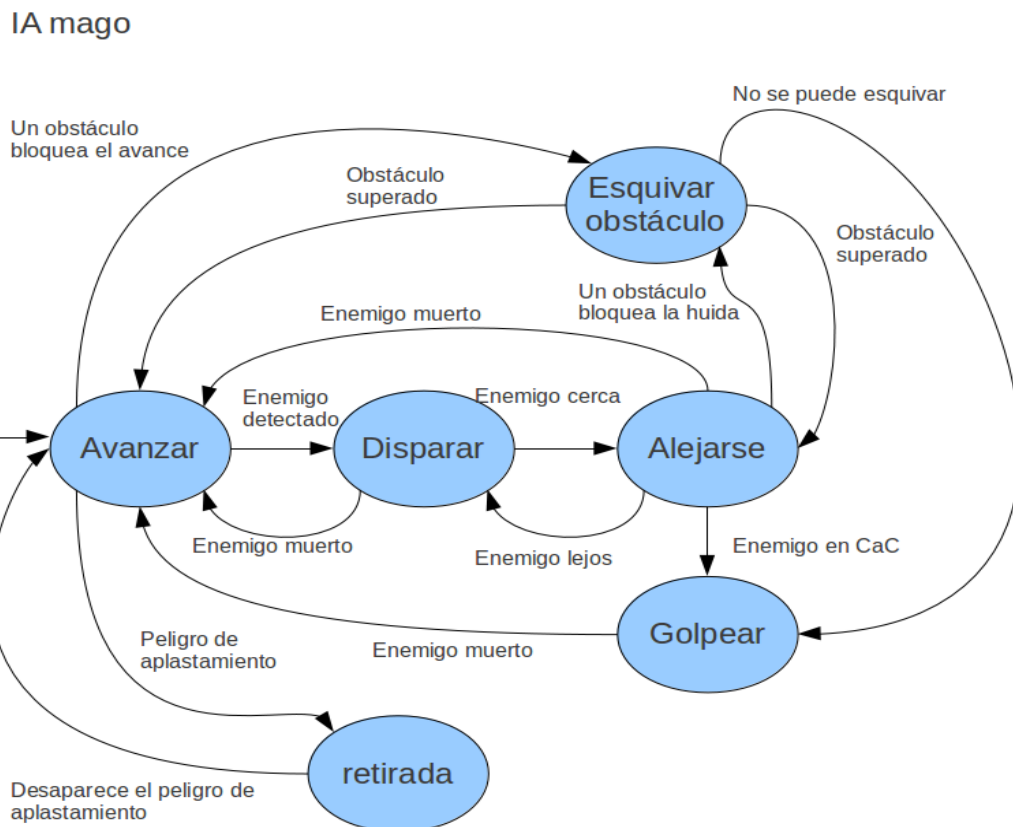 IA mago
No se puede esquivar
Un obstáculo
bloquea el avance
Obstáculo
superado
Esquivar
obstáculo
Obstáculo
superado
Un obstáculo
bloquea la huida
Enemigo muerto
Enemigo
detectado
Enemigo cerca
Avanzar
Disparar
Alejarse
Enemigo muerto
Enemigo lejos
Enemigo en CaC
Golpear
Peligro de
aplastamiento
Enemigo muerto
retirada
Desaparece el peligro de
aplastamiento